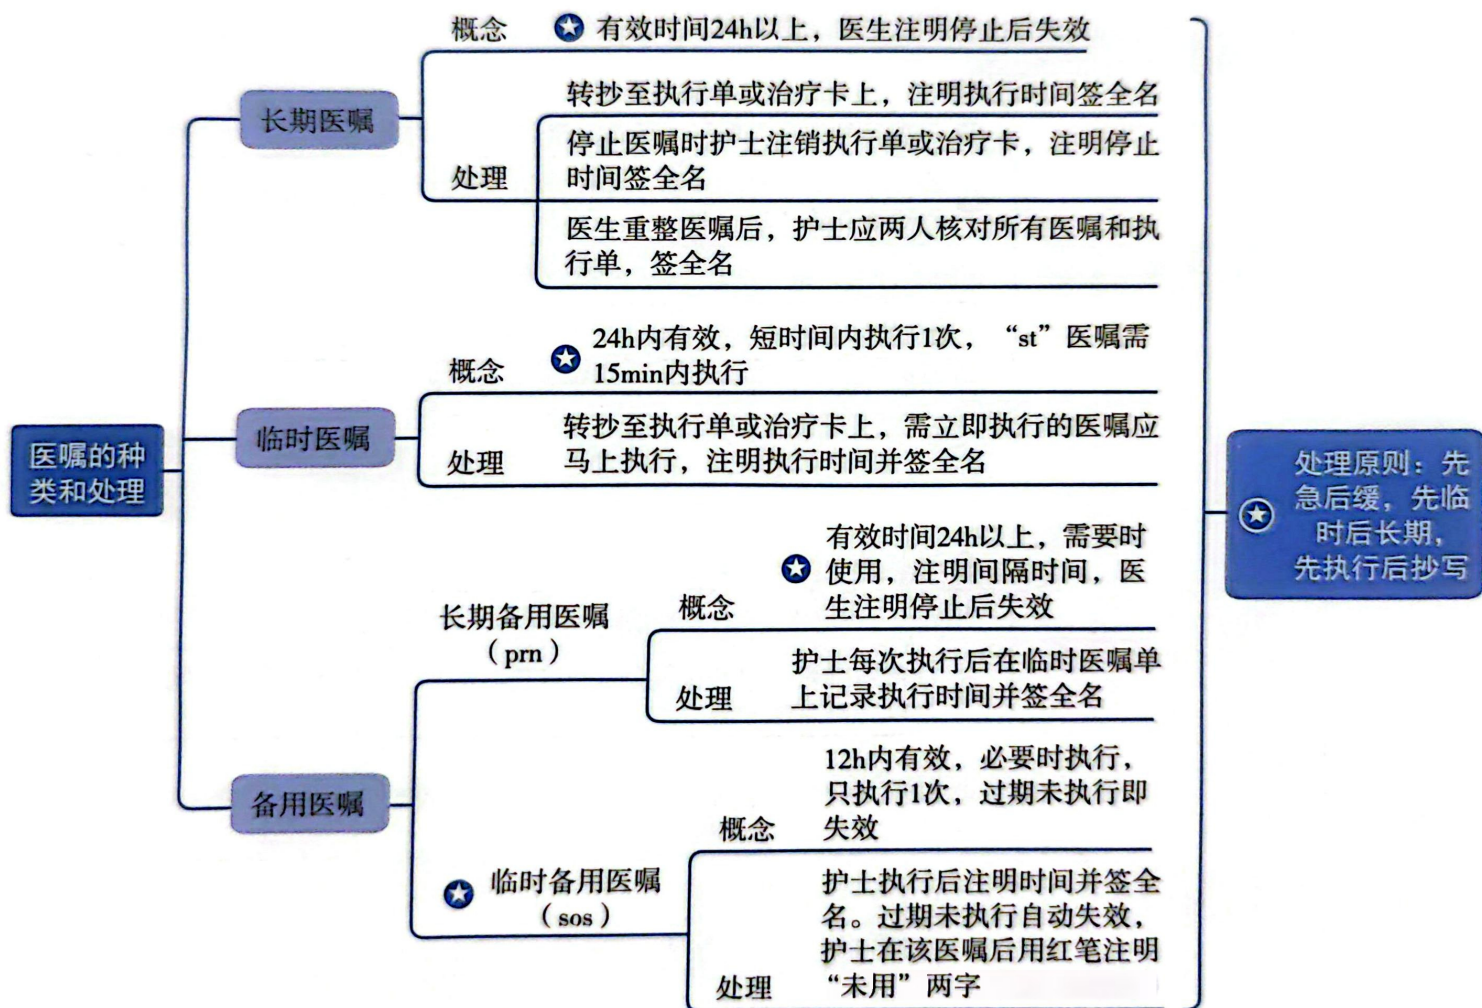 医嘱的种
类和处理
长期医嘱
概念
有效时间24h以上，医生注明停止后失效
处理
转抄至执行单或治疗卡上，注明执行时间签全名
停止医嘱时护士注销执行单或治疗卡，注明停止
时间签全名
医生重整医嘱后，护士应两人核对所有医嘱和执
行单，签全名
临时医嘱
概念
24h内有效，短时间内执行1次，“st”医嘱需
15min内执行
处理
转抄至执行单或治疗卡上，需立即执行的医嘱应
马上执行，注明执行时间并签全名
备用医嘱
长期备用医嘱
（prn）
概念
有效时间24h以上，需要时
使用，注明间隔时间，医
生注明停止后失效
处理
护士每次执行后在临时医嘱单
上记录执行时间并签全名
临时备用医嘱
（sos）
概念
12h内有效，必要时执行，
只执行1次，过期未执行即
失效
处理
护士执行后注明时间并签全
名。过期未执行自动失效，
护士在该医嘱后用红笔注明
“未用”两字
处理原则：先
急后缓，先临
时后长期，
先执行后抄写